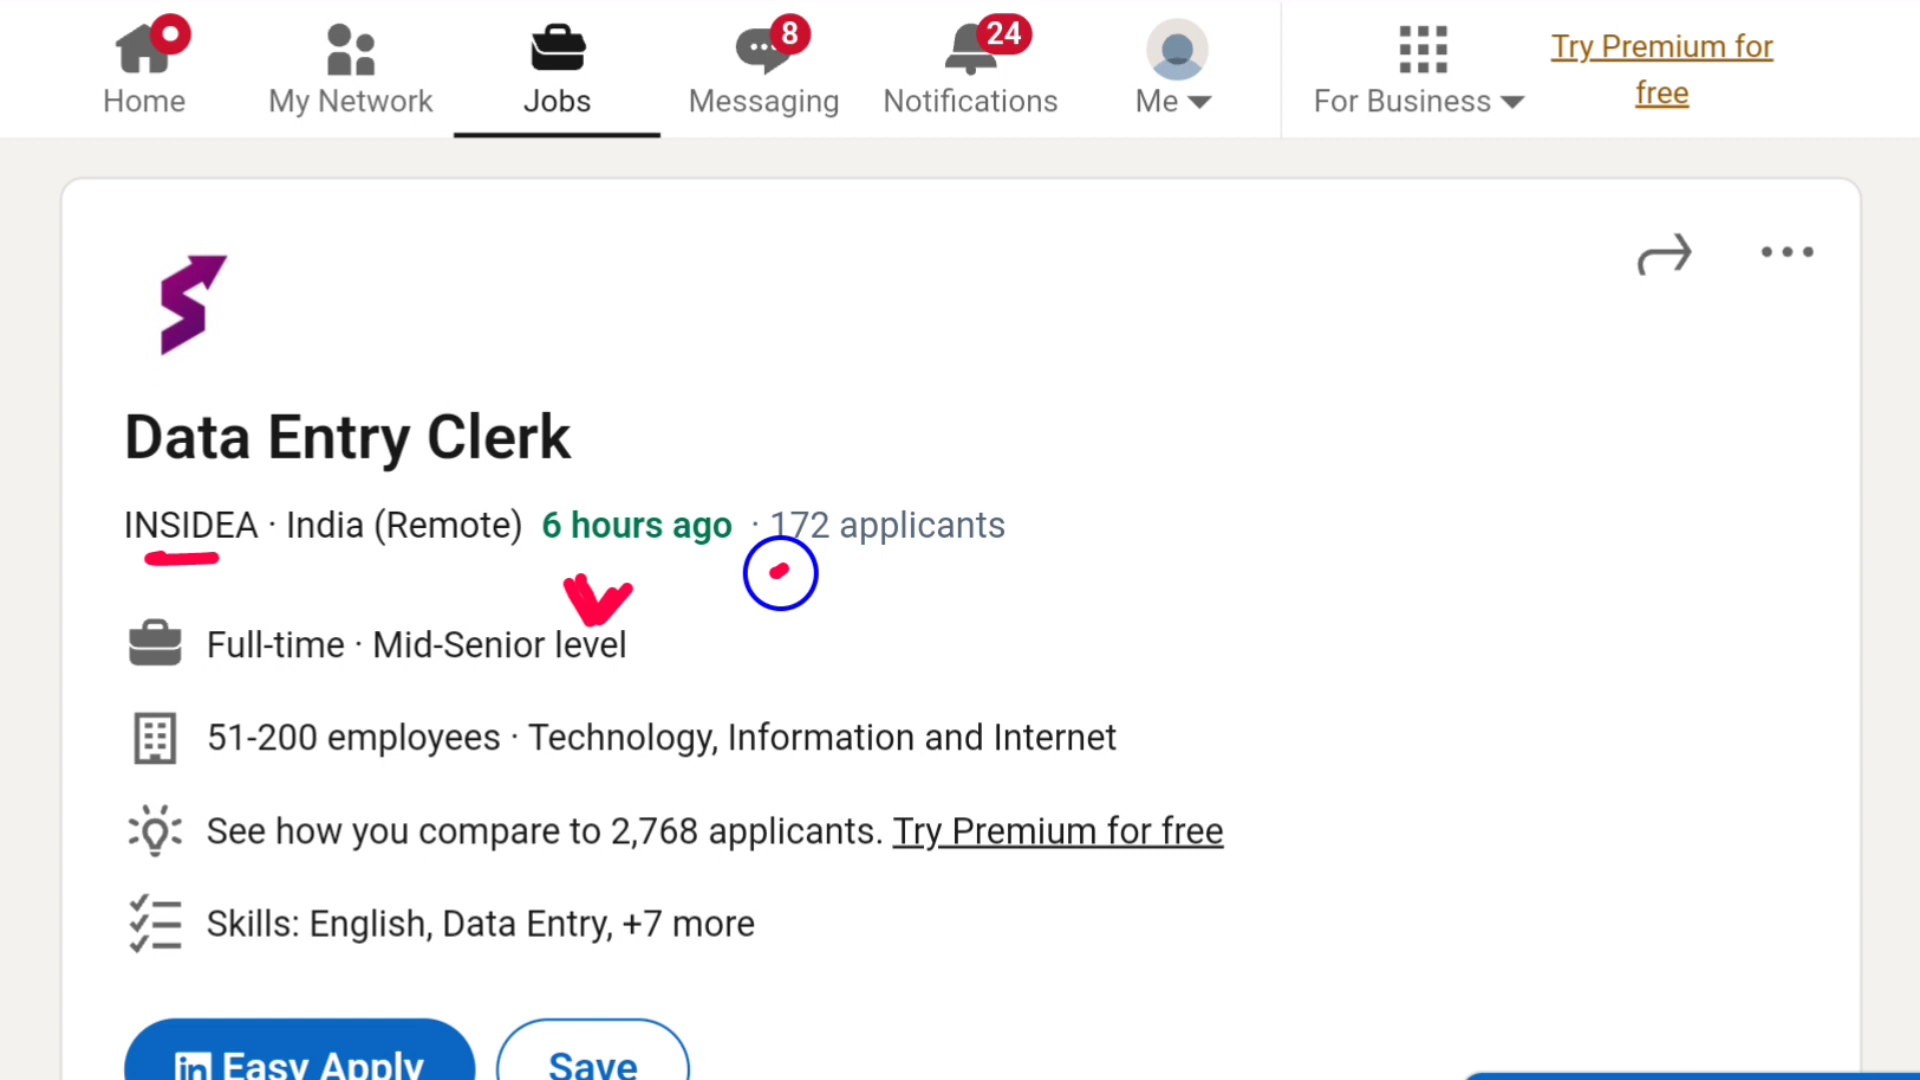 8
24
Home
My Network
Jobs
Messaging
Notifications
Me
For Business
Try Premium for
free
Data Entry Clerk
INSIDEA · India (Remote) 6 hours ago · 172 applicants
Full-time · Mid-Senior level
51-200 employees · Technology, Information and Internet
See how you compare to 2,768 applicants. Try Premium for free
Skills: English, Data Entry, +7 more
in Easy Apply
Save